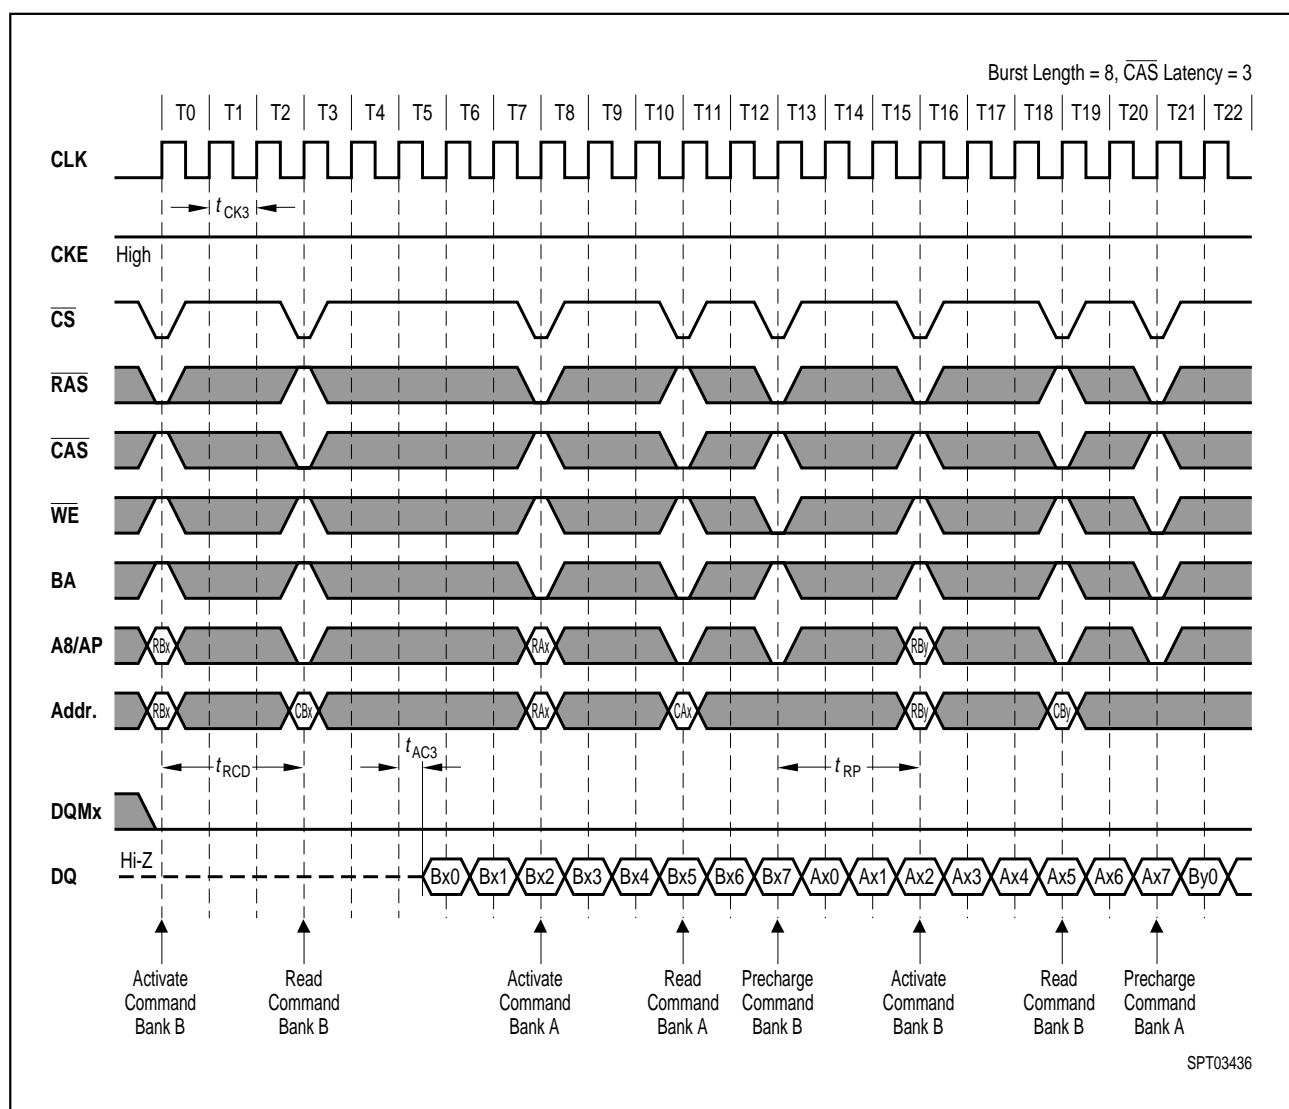 Burst Length = 8, CAS Latency = 3
T0 T1 T2 T3 T4 T5 T6 T7 T8 T9 T10 T11 T12 T13 T14 T15 T16 T17 T18 T19 T20 T21 T22
CLK
t CK3
CKE High
CS
RAS
CAS
WE
BA
A8/AP RBx RAx RBy
Addr. RBx CBx RAx CAx RBy CBy
t AC3
t RCD t RP
DQMx
Hi-Z
DQ Bx0 Bx1 Bx2 Bx3 Bx4 Bx5 Bx6 Bx7 Ax0 Ax1 Ax2 Ax3 Ax4 Ax5 Ax6 Ax7 By0
Activate Read Activate Read Precharge Activate Read Precharge
Command Command Command Command Command Command Command Command
Bank B Bank B Bank A Bank A Bank B Bank B Bank B Bank A
SPT03436